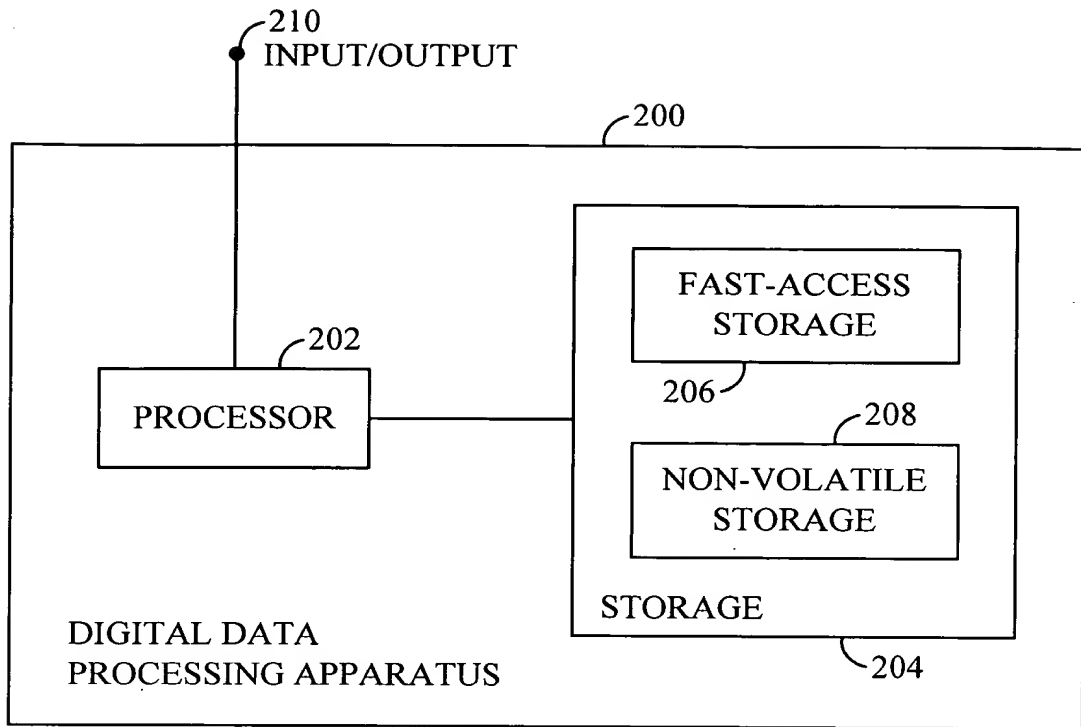 210
INPUT/OUTPUT
200
202
PROCESSOR
FAST-ACCESS
STORAGE
206
208
NON-VOLATILE
STORAGE
STORAGE
204
DIGITAL DATA
PROCESSING APPARATUS